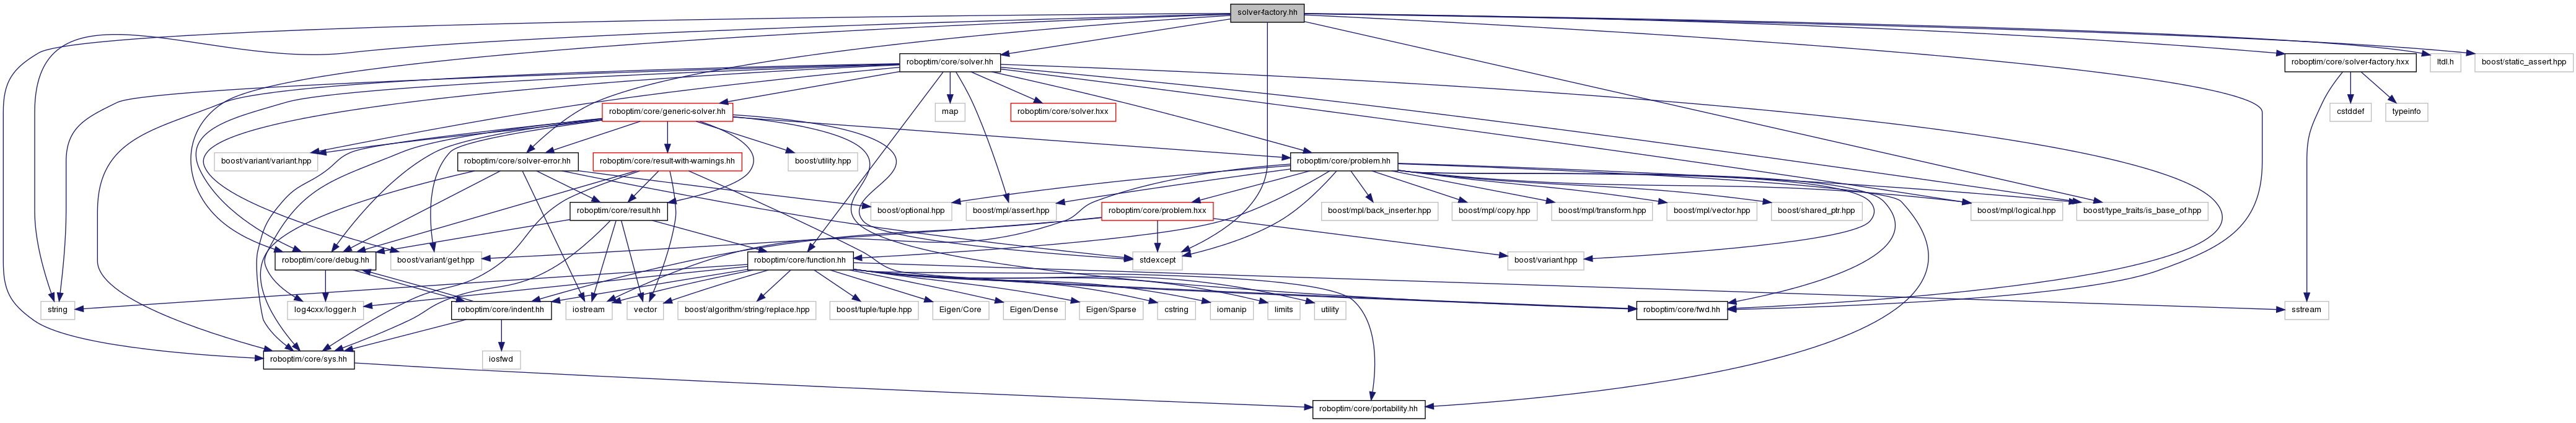 solver-factory.hh
roboptim/core/solver.hh
roboptim/core/solver-factory.hxx
ltdl.h
boost/static_assert.hpp
roboptim/core/generic-solver.hh
map
roboptim/core/solver.hxx
cstddef
typeinfo
boost/variant/variant.hpp
roboptim/core/solver-error.hh
roboptim/core/result-with-warnings.hh
boost/utility.hpp
roboptim/core/problem.hh
roboptim/core/result.hh
boost/optional.hpp
boost/mpl/assert.hpp
roboptim/core/problem.hxx
boost/mpl/back_inserter.hpp
boost/mpl/copy.hpp
boost/mpl/transform.hpp
boost/mpl/vector.hpp
boost/shared_ptr.hpp
boost/mpl/logical.hpp
boost/type_traits/is_base_of.hpp
roboptim/core/debug.hh
boost/variant/get.hpp
roboptim/core/function.hh
stdexcept
boost/variant.hpp
string
log4cxx/logger.h
roboptim/core/indent.hh
iostream
vector
boost/algorithm/string/replace.hpp
boost/tuple/tuple.hpp
Eigen/Core
Eigen/Dense
Eigen/Sparse
cstring
iomanip
limits
utility
roboptim/core/fwd.hh
sstream
roboptim/core/sys.hh
iosfwd
roboptim/core/portability.hh